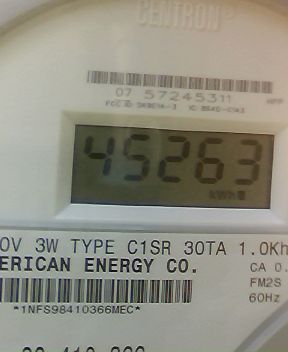 CENTRON®
07 57245311
45263
kWh
0V 3W TYPE C1SR 30TA 1.0Kh
ERICAN ENERGY CO.
CA 0.
FM2S
60Hz
*1NFS98410366MEC*